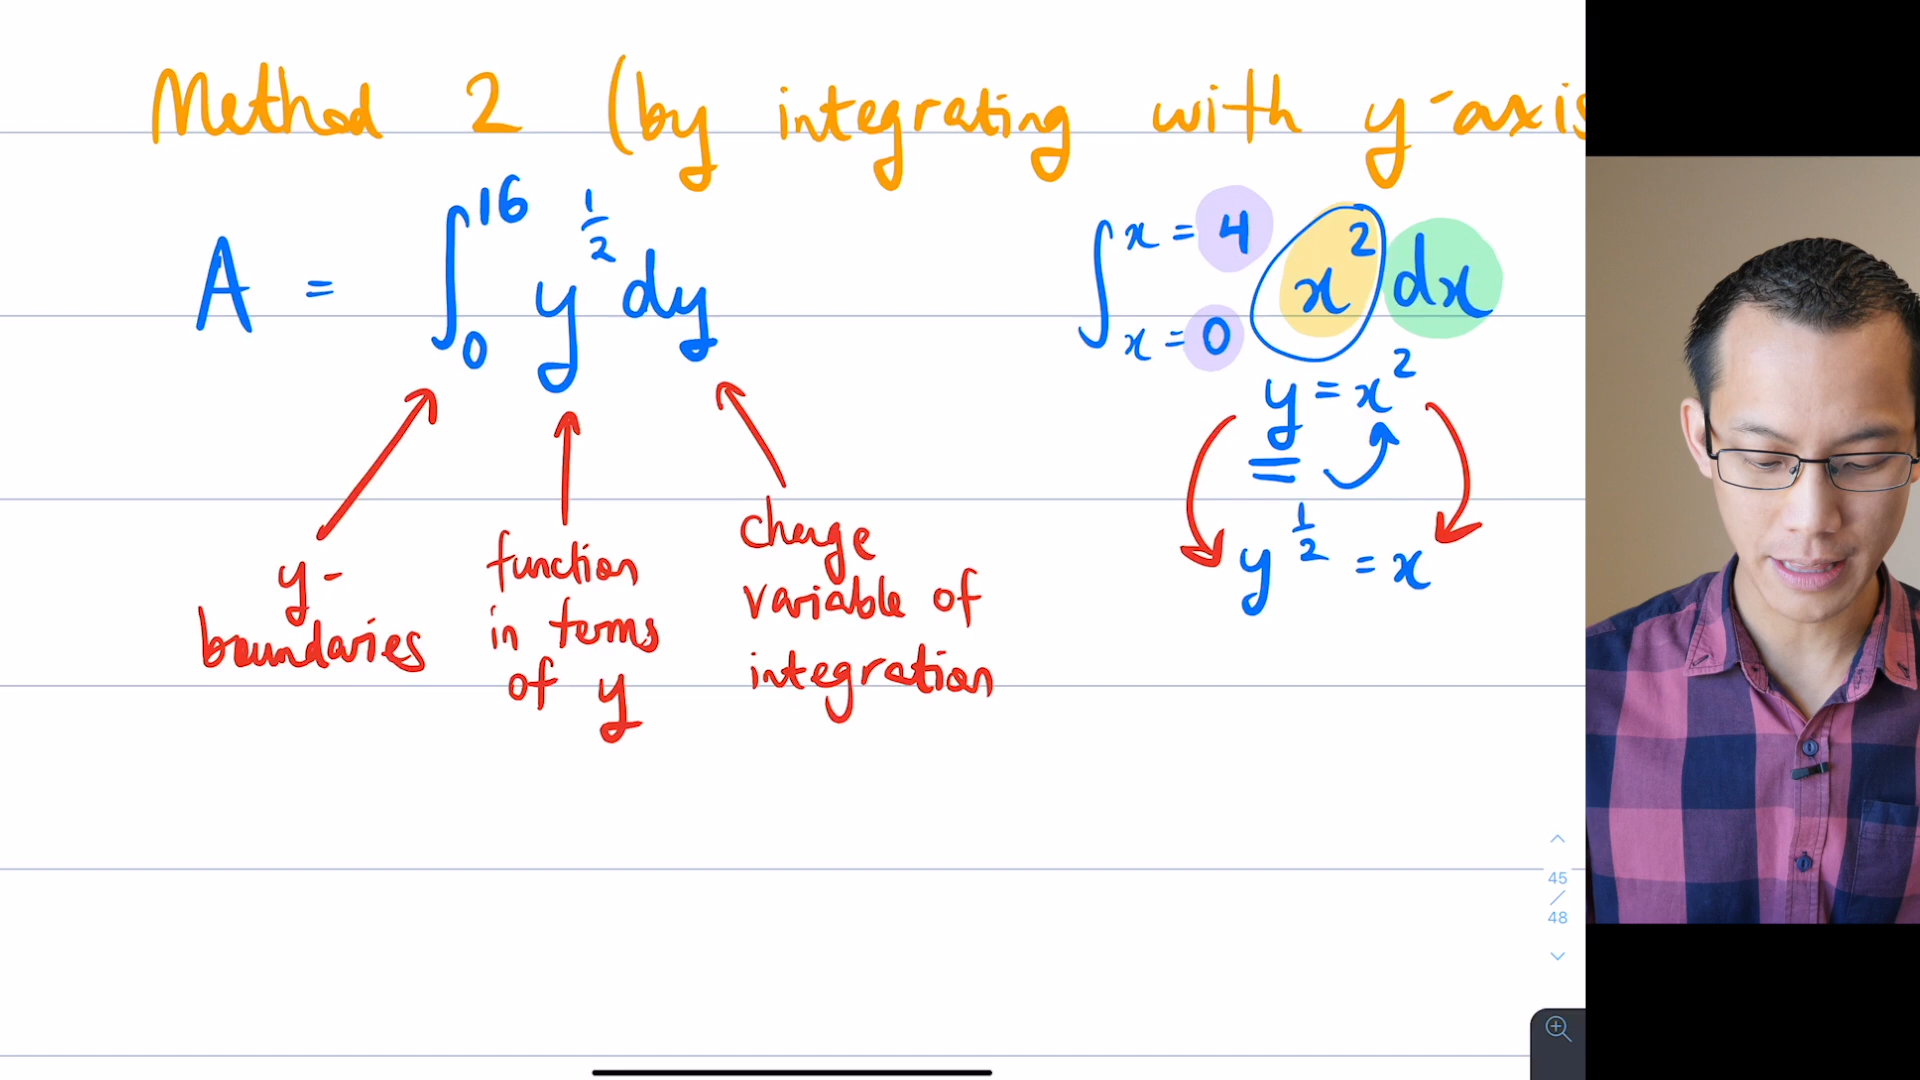 Method 2 (by integrating with y-axis
A = ∫₀¹⁶ y^{1/2} dy
∫_{x=0}^{x=4} x² dx
y = x²
y^{1/2} = x
y-
boundaries
function
in terms
of y
change
variable of
integration
45
/
48